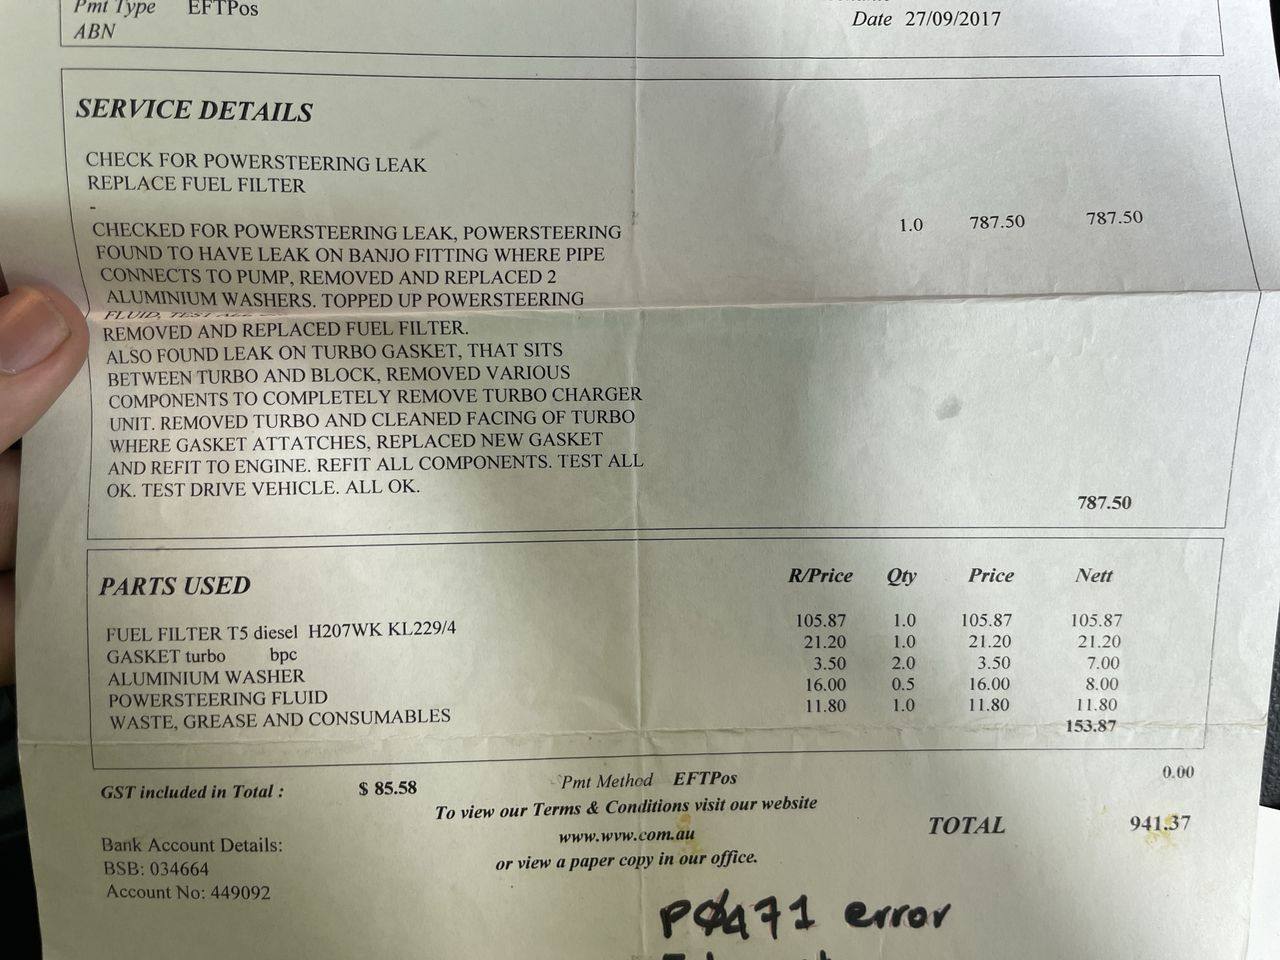 Pmt Type EFTPos
Date 27/09/2017
ABN
SERVICE DETAILS
CHECK FOR POWERSTEERING LEAK
REPLACE FUEL FILTER
-
CHECKED FOR POWERSTEERING LEAK, POWERSTEERING 1.0 787.50 787.50
FOUND TO HAVE LEAK ON BANJO FITTING WHERE PIPE
CONNECTS TO PUMP, REMOVED AND REPLACED 2
ALUMINIUM WASHERS. TOPPED UP POWERSTEERING
FLUID, TEST ALL
REMOVED AND REPLACED FUEL FILTER.
ALSO FOUND LEAK ON TURBO GASKET, THAT SITS
BETWEEN TURBO AND BLOCK, REMOVED VARIOUS
COMPONENTS TO COMPLETELY REMOVE TURBO CHARGER
UNIT. REMOVED TURBO AND CLEANED FACING OF TURBO
WHERE GASKET ATTATCHES, REPLACED NEW GASKET
AND REFIT TO ENGINE. REFIT ALL COMPONENTS. TEST ALL
OK. TEST DRIVE VEHICLE. ALL OK.
787.50
PARTS USED R/Price Qty Price Nett
FUEL FILTER T5 diesel H207WK KL229/4 105.87 1.0 105.87 105.87
GASKET turbo bpc 21.20 1.0 21.20 21.20
ALUMINIUM WASHER 3.50 2.0 3.50 7.00
POWERSTEERING FLUID 16.00 0.5 16.00 8.00
WASTE, GREASE AND CONSUMABLES 11.80 1.0 11.80 11.80
153.87
GST included in Total : $ 85.58 Pmt Method EFTPos 0.00
To view our Terms & Conditions visit our website
www.wvw.com.au
or view a paper copy in our office.
TOTAL 941.37
Bank Account Details:
BSB: 034664
Account No: 449092
P0471 error